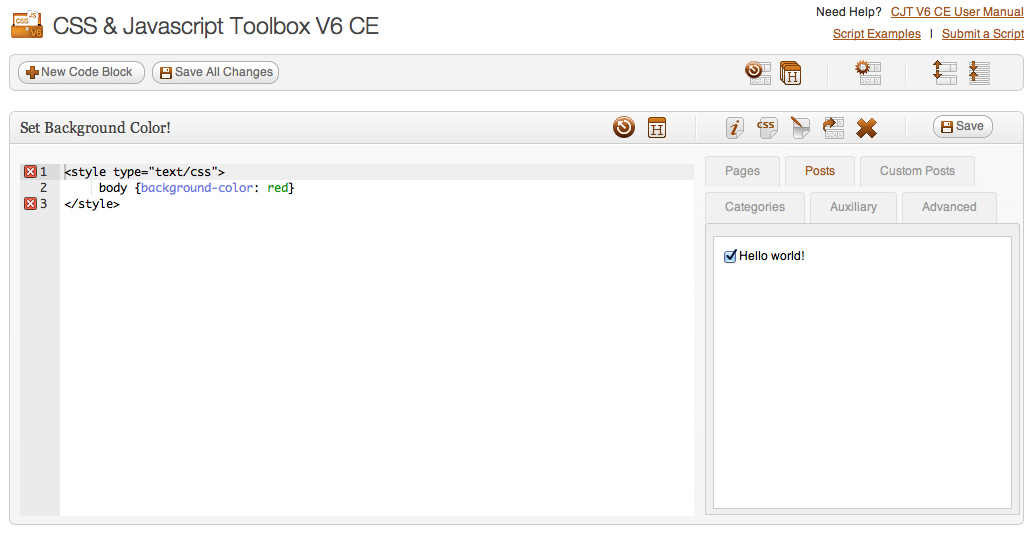 CSS & Javascript Toolbox V6 CE
Need Help? CJT V6 CE User Manual
Script Examples | Submit a Script
CSS JS V6
New Code Block Save All Changes
H
Set Background Color!
H i CSS Save
1 <style type="text/css">
2 body {background-color: red}
3 </style>
Pages Posts Custom Posts
Categories Auxiliary Advanced
Hello world!